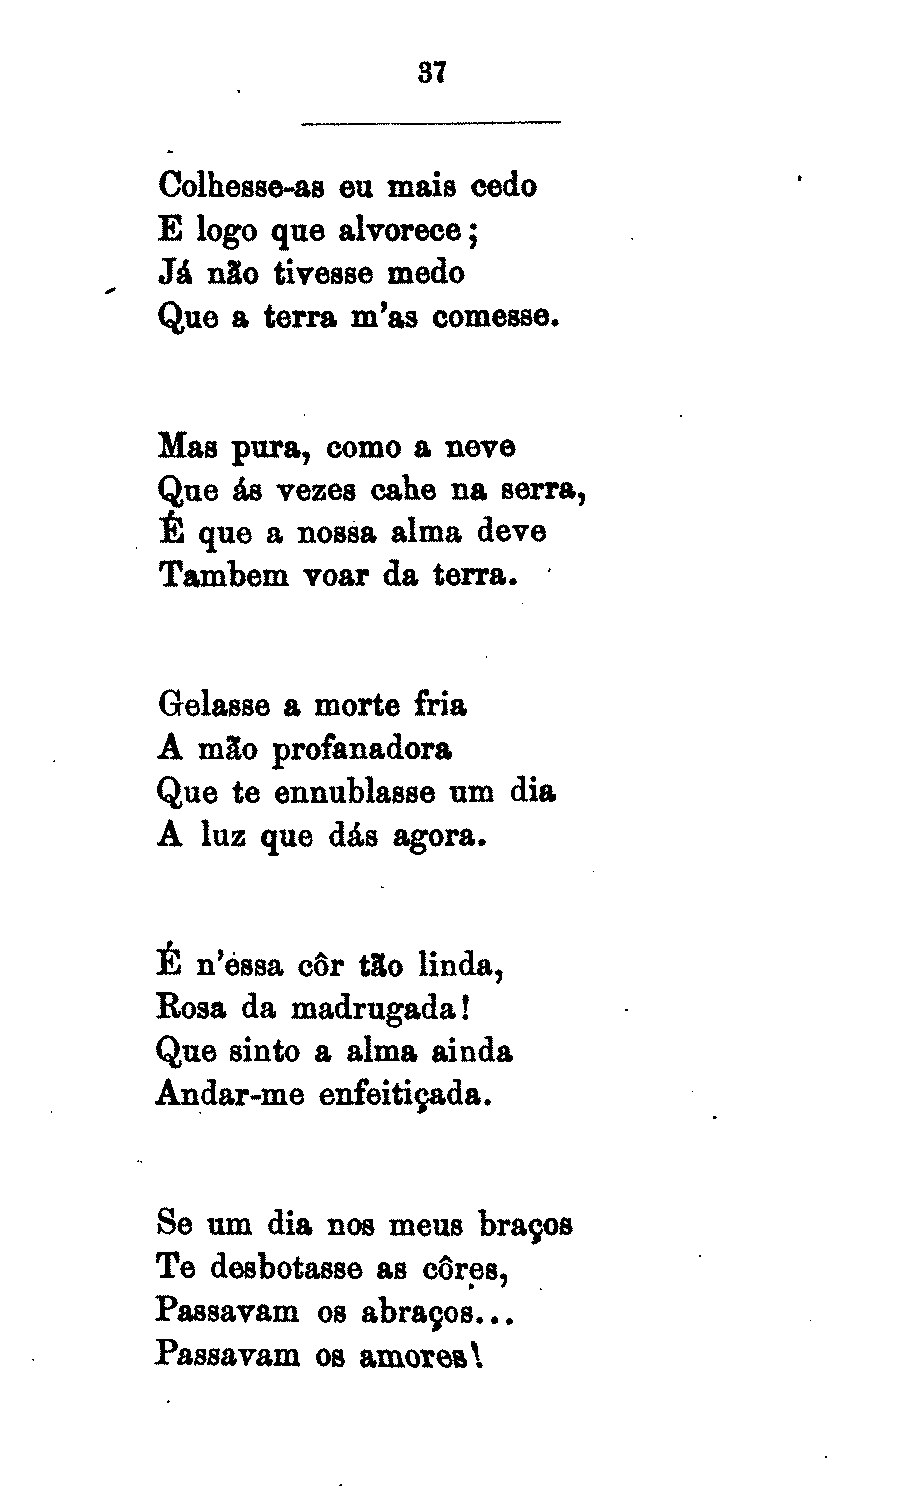 37
Colhesse-as eu mais cedo
E logo que alvorece;
Já não tivesse medo
Que a terra m'as comesse.
Mas pura, como a neve
Que ás vezes cahe na serra,
É que a nossa alma deve
Tambem voar da terra.
Gelasse a morte fria
A mão profanadora
Que te ennublasse um dia
A luz que dás agora.
É n'essa côr tão linda,
Rosa da madrugada!
Que sinto a alma ainda
Andar-me enfeitiçada.
Se um dia nos meus braços
Te desbotasse as côres,
Passavam os abraços...
Passavam os amores!